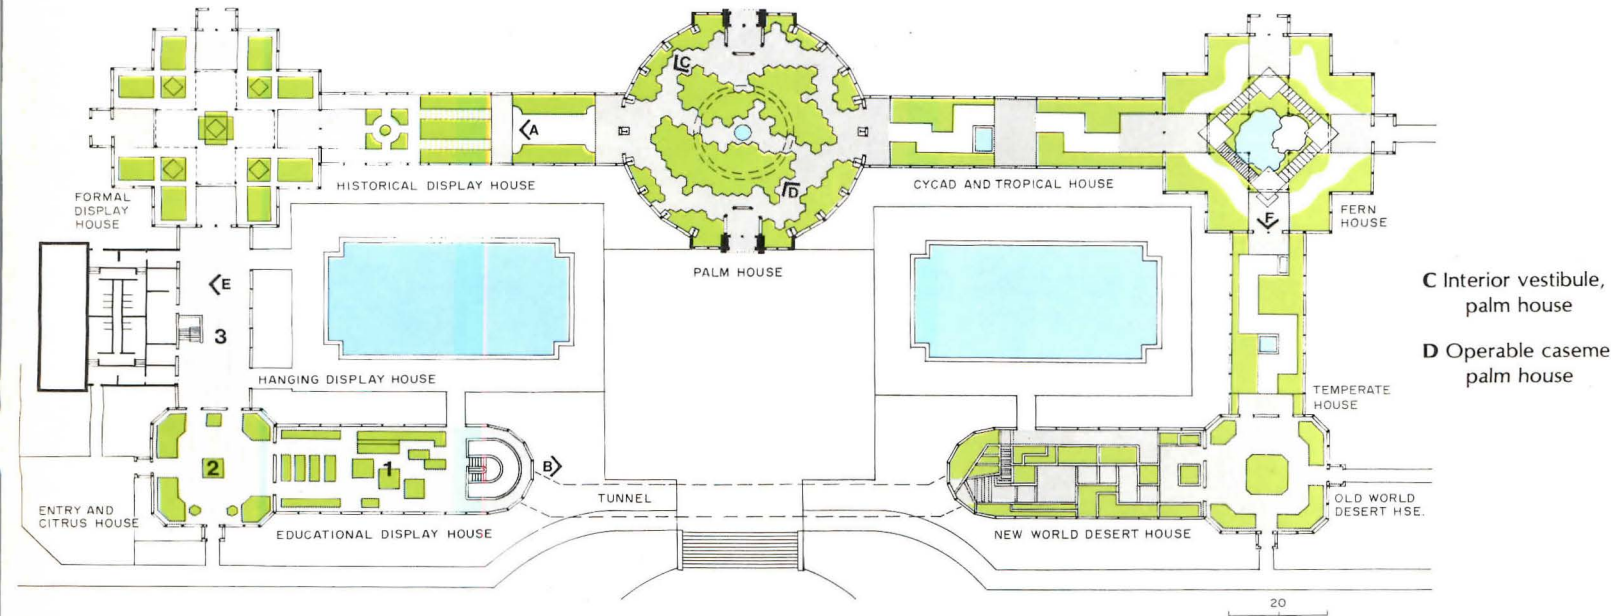 C
A
D
HISTORICAL DISPLAY HOUSE
CYCAD AND TROPICAL HOUSE
FORMAL
DISPLAY
HOUSE
F
FERN
HOUSE
PALM HOUSE
E
3
C Interior vestibule,
palm house
D Operable caseme
palm house
HANGING DISPLAY HOUSE
TEMPERATE
HOUSE
2
1
B
TUNNEL
ENTRY AND
CITRUS HOUSE
EDUCATIONAL DISPLAY HOUSE
NEW WORLD DESERT HOUSE
OLD WORLD
DESERT HSE.
20